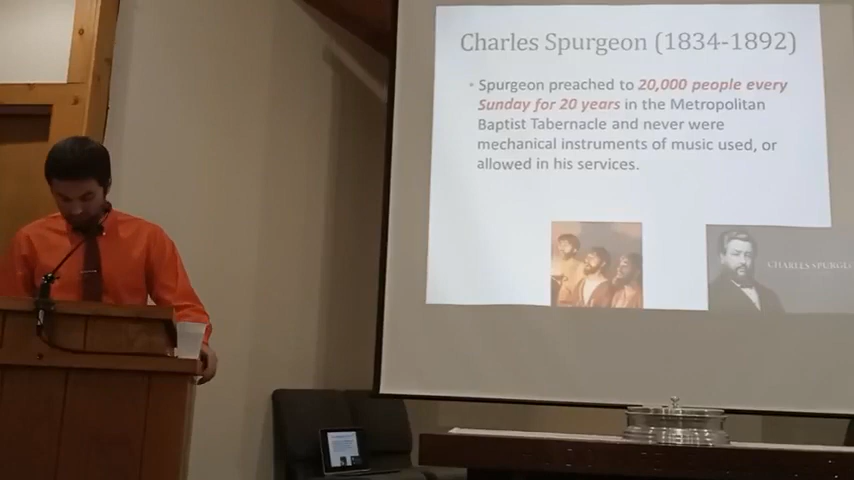 Charles Spurgeon (1834-1892)
• Spurgeon preached to 20,000 people every
Sunday for 20 years in the Metropolitan
Baptist Tabernacle and never were
mechanical instruments of music used, or
allowed in his services.
CHARLES SPURGE